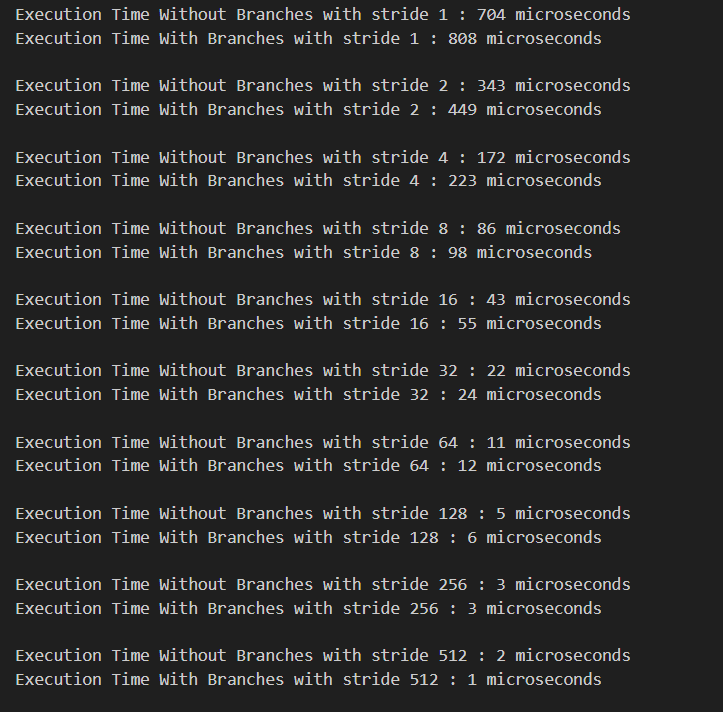 Execution Time Without Branches with stride 1 : 704 microseconds
Execution Time With Branches with stride 1 : 808 microseconds
Execution Time Without Branches with stride 2 : 343 microseconds
Execution Time With Branches with stride 2 : 449 microseconds
Execution Time Without Branches with stride 4 : 172 microseconds
Execution Time With Branches with stride 4 : 223 microseconds
Execution Time Without Branches with stride 8 : 86 microseconds
Execution Time With Branches with stride 8 : 98 microseconds
Execution Time Without Branches with stride 16 : 43 microseconds
Execution Time With Branches with stride 16 : 55 microseconds
Execution Time Without Branches with stride 32 : 22 microseconds
Execution Time With Branches with stride 32 : 24 microseconds
Execution Time Without Branches with stride 64 : 11 microseconds
Execution Time With Branches with stride 64 : 12 microseconds
Execution Time Without Branches with stride 128 : 5 microseconds
Execution Time With Branches with stride 128 : 6 microseconds
Execution Time Without Branches with stride 256 : 3 microseconds
Execution Time With Branches with stride 256 : 3 microseconds
Execution Time Without Branches with stride 512 : 2 microseconds
Execution Time With Branches with stride 512 : 1 microseconds